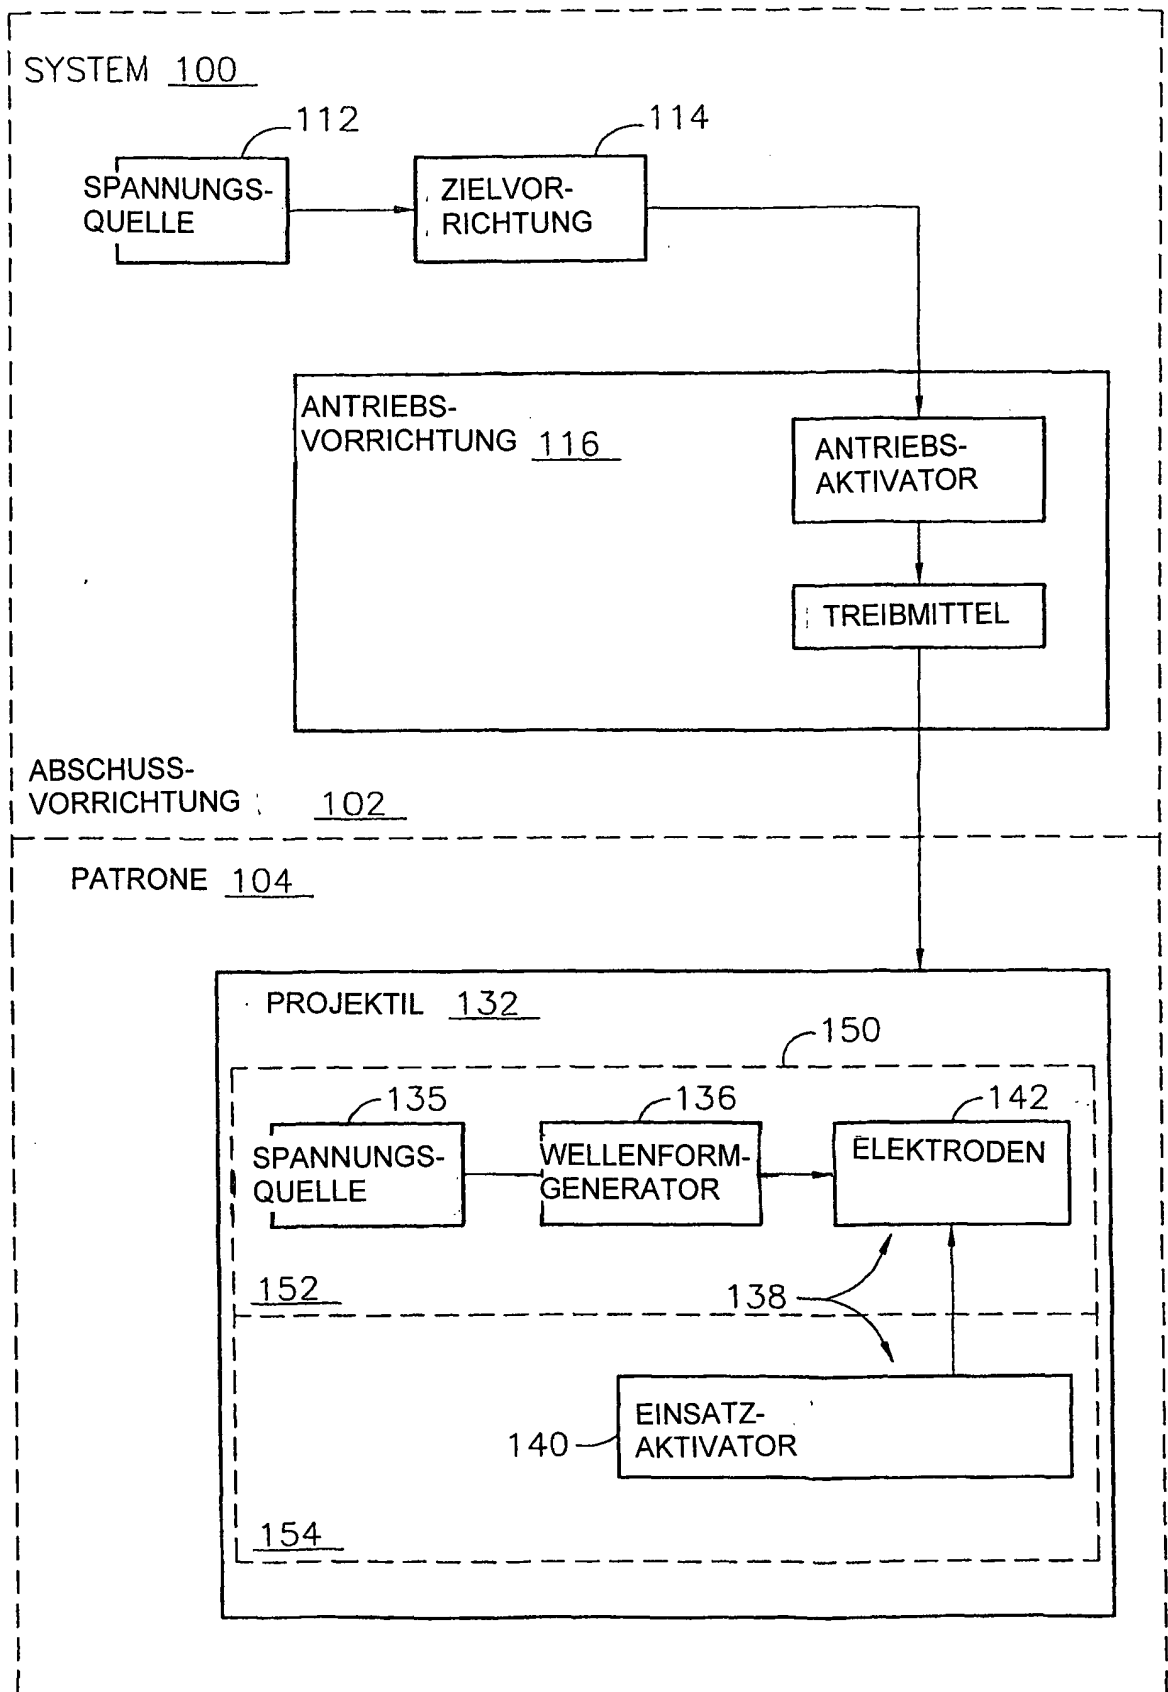 SYSTEM 100
112
114
SPANNUNGS-
QUELLE
ZIELVOR-
RICHTUNG
ANTRIEBS-
VORRICHTUNG 116
ANTRIEBS-
AKTIVATOR
TREIBMITTEL
ABSCHUSS-
VORRICHTUNG 102
PATRONE 104
PROJEKTIL 132
150
135
136
142
SPANNUNGS-
QUELLE
WELLENFORM-
GENERATOR
ELEKTRODEN
152
138
EINSATZ-
AKTIVATOR
140
154